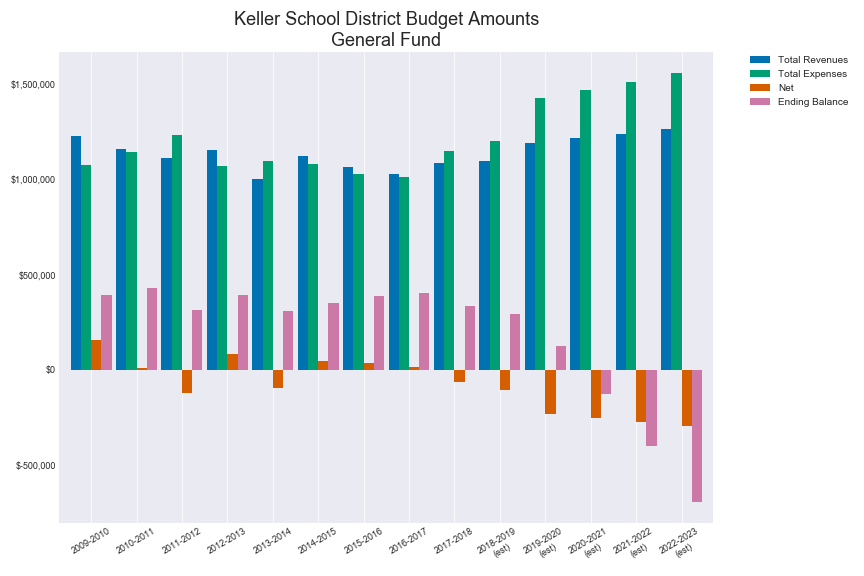 Keller School District Budget Amounts
General Fund
Total Revenues
Total Expenses
Net
Ending Balance
$1,500,000
$1,000,000
$500,000
$0
$-500,000
2009-2010
2010-2011
2011-2012
2012-2013
2013-2014
2014-2015
2015-2016
2016-2017
2017-2018
2018-2019
(est)
2019-2020
(est)
2020-2021
(est)
2021-2022
(est)
2022-2023
(est)